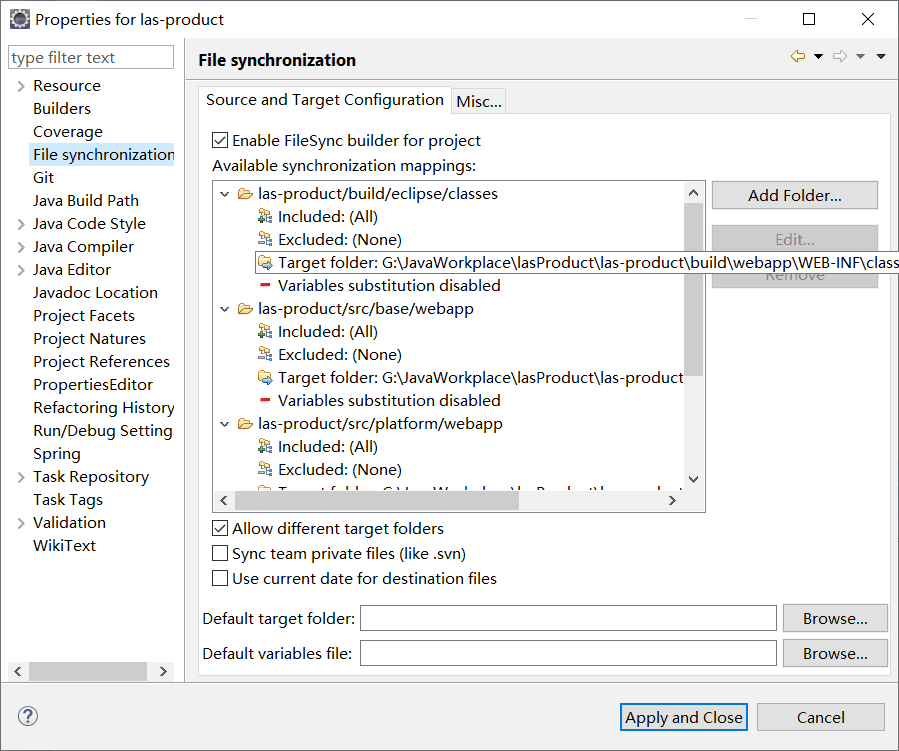 Properties for las-product
type filter text
Resource
Builders
Coverage
File synchronization
Git
Java Build Path
Java Code Style
Java Compiler
Java Editor
Javadoc Location
Project Facets
Project Natures
Project References
PropertiesEditor
Refactoring History
Run/Debug Setting
Spring
Task Repository
Task Tags
Validation
WikiText
File synchronization
Source and Target Configuration
Misc...
Enable FileSync builder for project
Available synchronization mappings:
las-product/build/eclipse/classes
Included: (All)
Excluded: (None)
Target folder: G:\JavaWorkplace\lasProduct\las-product\build\webapp\WEB-INF\class
Variables substitution disabled
las-product/src/base/webapp
Included: (All)
Excluded: (None)
Target folder: G:\JavaWorkplace\lasProduct\las-product
Variables substitution disabled
las-product/src/platform/webapp
Included: (All)
Excluded: (None)
Add Folder...
Edit...
Remove
Allow different target folders
Sync team private files (like .svn)
Use current date for destination files
Default target folder:
Browse...
Default variables file:
Browse...
Apply and Close
Cancel